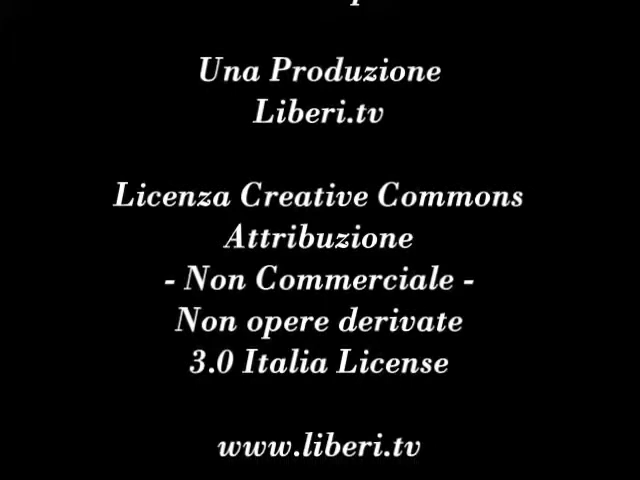 Una Produzione
Liberi.tv
Licenza Creative Commons
Attribuzione
- Non Commerciale -
Non opere derivate
3.0 Italia License
www.liberi.tv